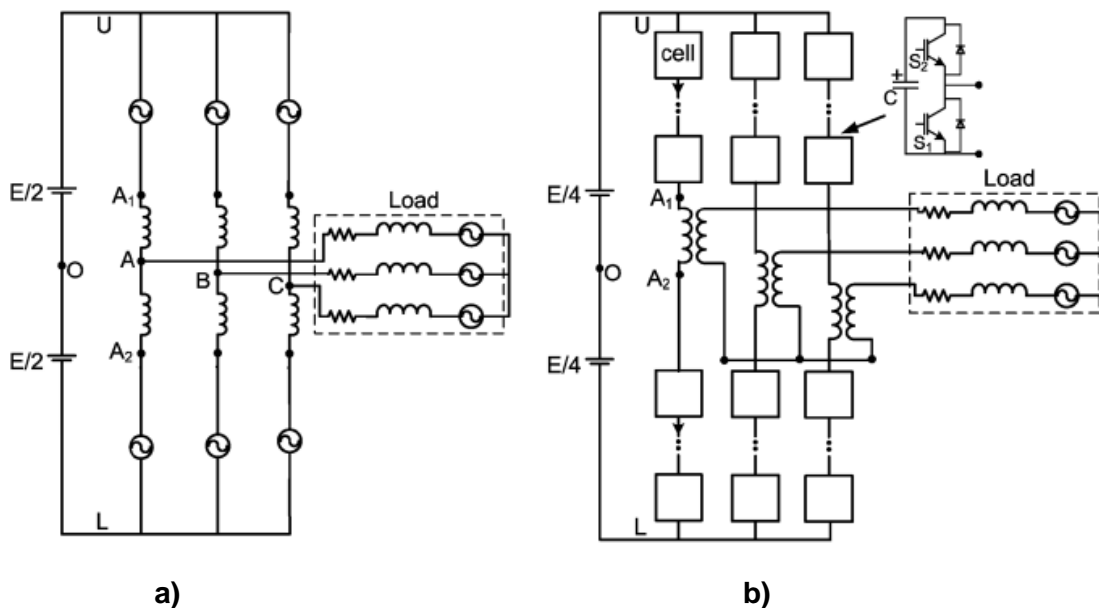 U
A₁
E/2
A
O
B
C
E/2
A₂
L
Load
a)
U
cell
S₂
+
C
S₁
E/4
A₁
O
A₂
E/4
L
Load
b)